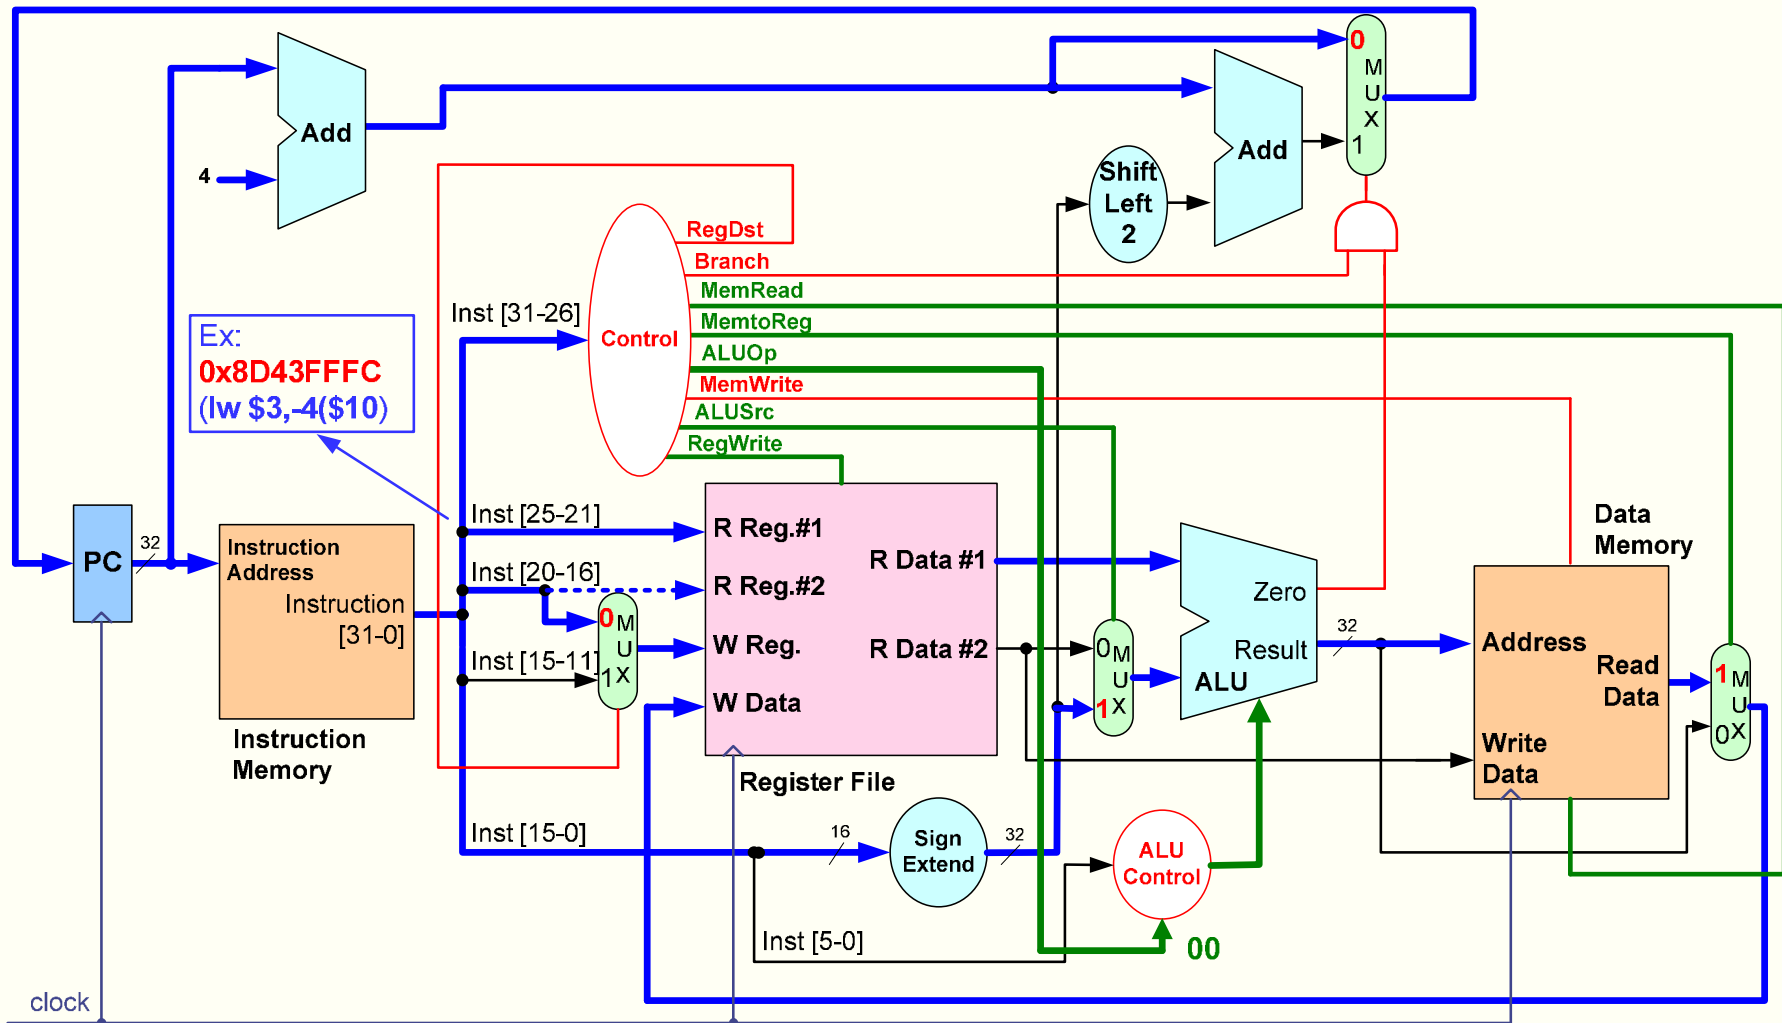 0
M
U
X
1
Add
4
Add
Shift
Left
2
RegDst
Branch
MemRead
MemtoReg
ALUOp
MemWrite
ALUSrc
RegWrite
Control
Inst [31-26]
Ex:
0x8D43FFFC
(lw $3,-4($10)
PC
32
Instruction
Address
Instruction
[31-0]
Instruction
Memory
Inst [25-21]
Inst [20-16]
Inst [15-11]
0
M
U
1
X
R Reg.#1
R Reg.#2
W Reg.
W Data
R Data #1
R Data #2
Register File
0
M
U
1
X
Zero
Result
ALU
32
Data
Memory
Address
Read
Data
Write
Data
1
M
U
0
X
Inst [15-0]
16
Sign
Extend
32
ALU
Control
Inst [5-0]
00
clock